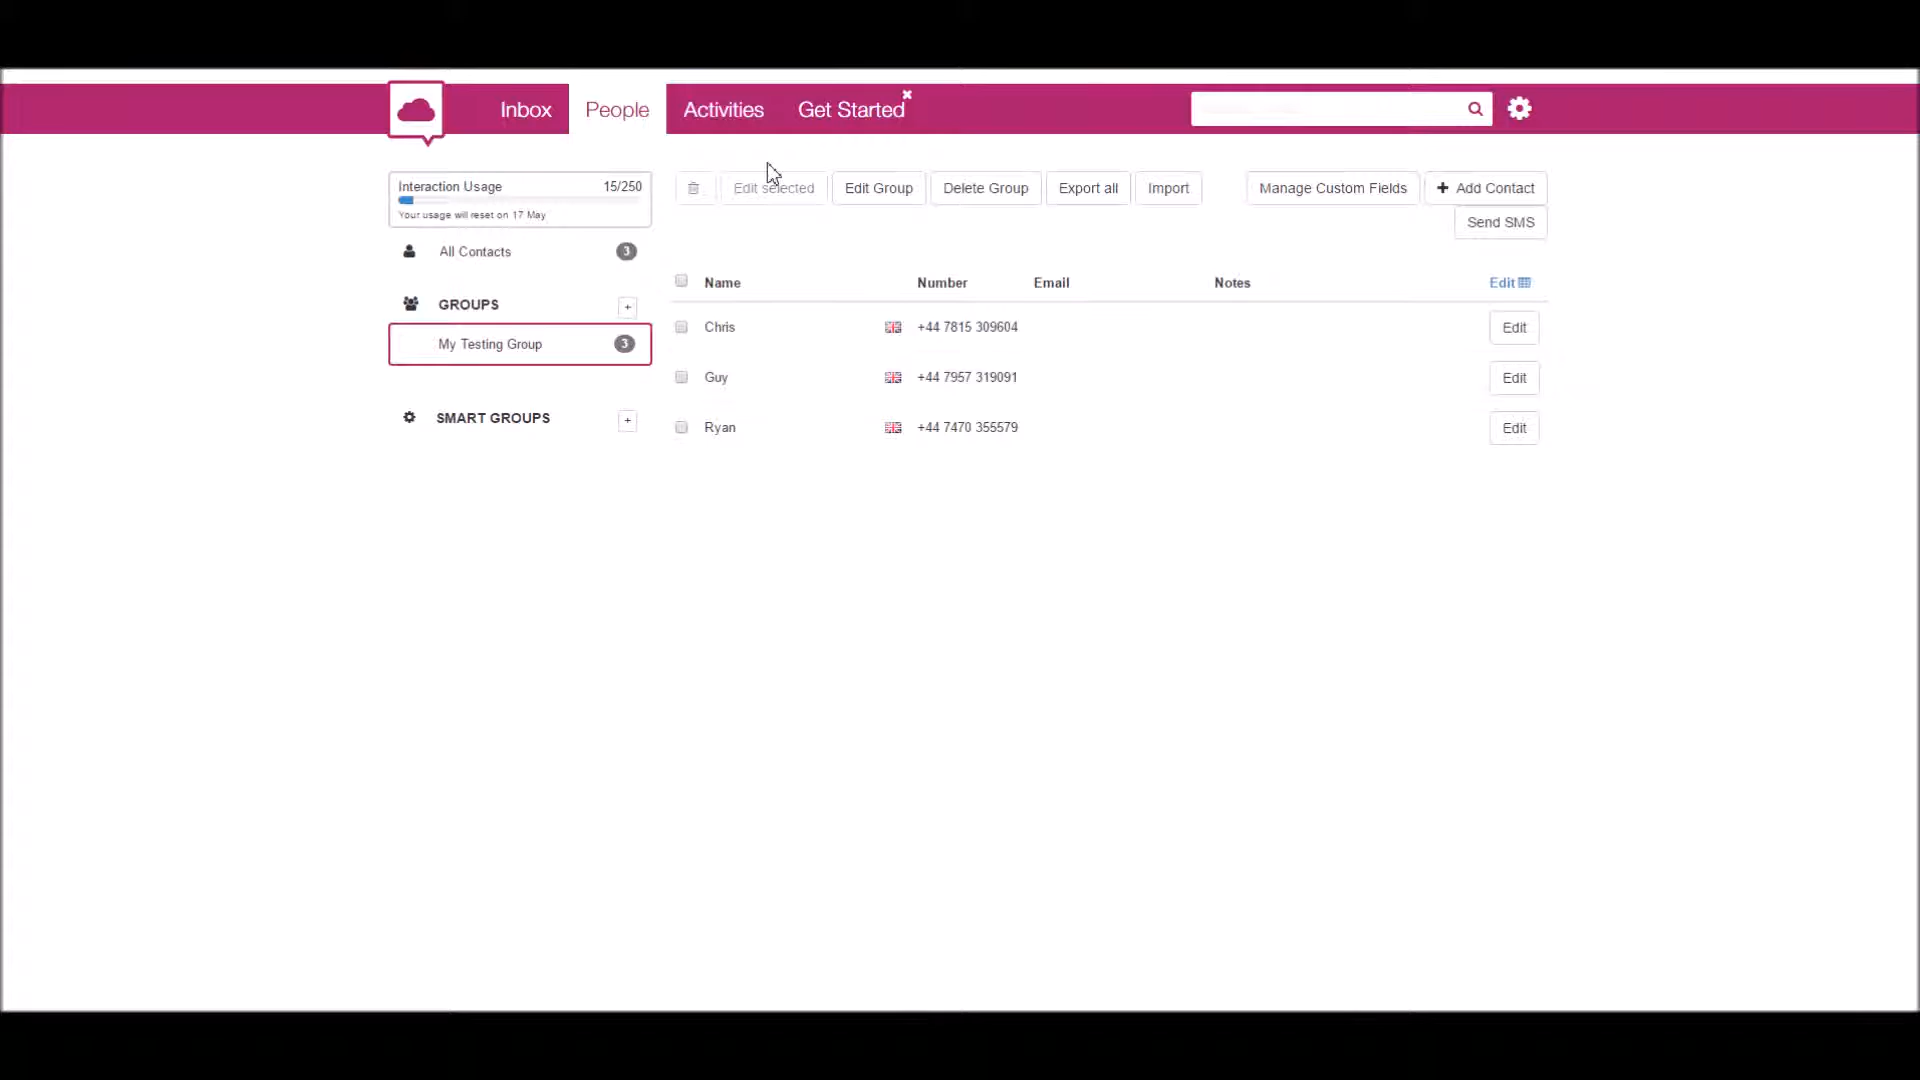 Inbox People Activities Get Started
Interaction Usage 15/250
Your usage will reset on 17 May
Edit selected Edit Group Delete Group Export all Import Manage Custom Fields + Add Contact
Send SMS
All Contacts 3
GROUPS +
My Testing Group 3
SMART GROUPS +
Name Number Email Notes Edit
Chris +44 7815 309604 Edit
Guy +44 7957 319091 Edit
Ryan +44 7470 355579 Edit